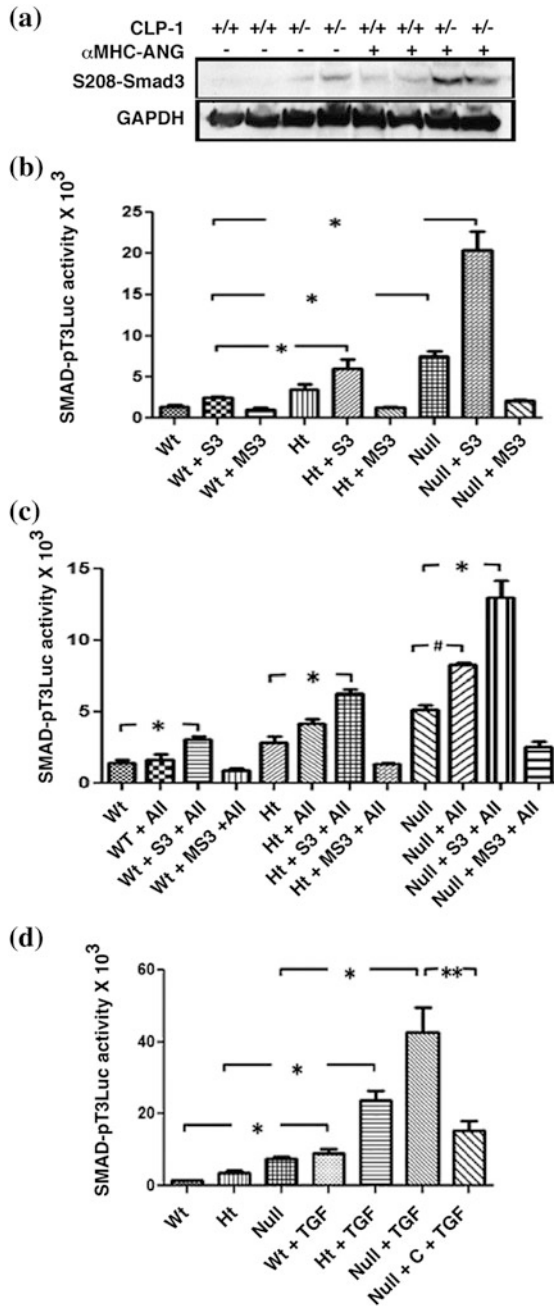 (a)
CLP-1 +/+ +/+ +/- +/- +/+ +/+ +/- +/-
αMHC-ANG - - - - + + + +
S208-Smad3
GAPDH
(b)
SMAD-pT3Luc activity X 10³
25
20
15
10
5
0
*
*
*
Wt
Wt + S3
Wt + MS3
Ht
Ht + S3
Ht + MS3
Null
Null + S3
Null + MS3
(c)
SMAD-pT3Luc activity X 10³
15
10
5
0
*
*
#
*
Wt
WT + AII
Wt + S3 + AII
Wt + MS3 +AII
Ht
Ht + AII
Ht + S3 + AII
Ht + MS3 + AII
Null
Null + AII
Null + S3 + AII
Null + MS3 + AII
(d)
SMAD-pT3Luc activity X 10³
60
40
20
0
*
*
*
**
Wt
Ht
Null
Wt + TGF
Ht + TGF
Null + TGF
Null + C + TGF